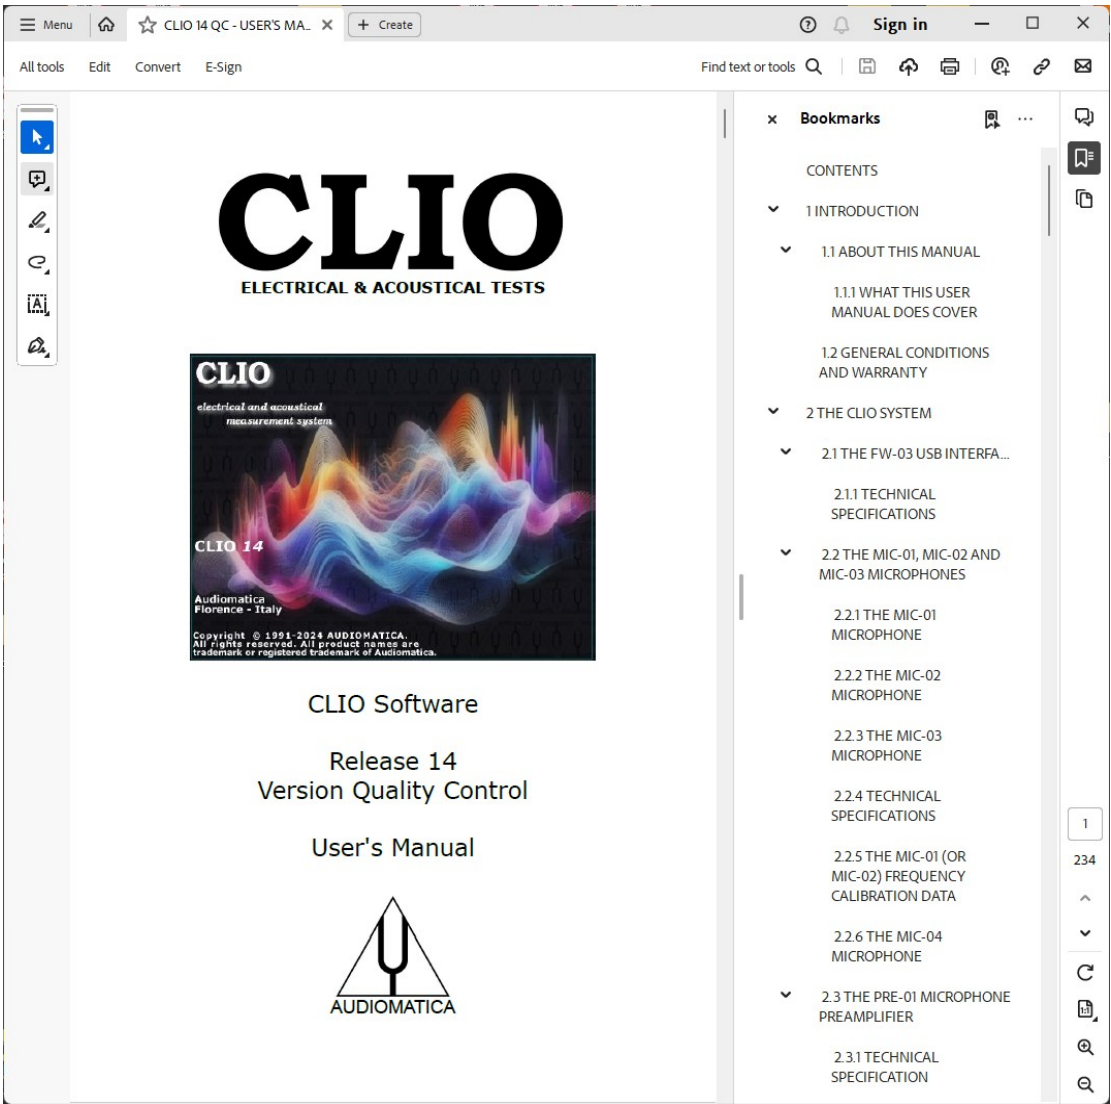 Menu
CLIO 14 QC - USER'S MA...
+ Create
Sign in
All tools
Edit
Convert
E-Sign
Find text or tools
CLIO
ELECTRICAL & ACOUSTICAL TESTS
CLIO
electrical and acoustical
measurement system
CLIO 14
Audiomatica
Florence - Italy
Copyright © 1991-2024 AUDIOMATICA.
All rights reserved. All product names are
trademark or registered trademark of Audiomatica.
CLIO Software
Release 14
Version Quality Control
User's Manual
AUDIOMATICA
Bookmarks
CONTENTS
1 INTRODUCTION
1.1 ABOUT THIS MANUAL
1.1.1 WHAT THIS USER
MANUAL DOES COVER
1.2 GENERAL CONDITIONS
AND WARRANTY
2 THE CLIO SYSTEM
2.1 THE FW-03 USB INTERFA...
2.1.1 TECHNICAL
SPECIFICATIONS
2.2 THE MIC-01, MIC-02 AND
MIC-03 MICROPHONES
2.2.1 THE MIC-01
MICROPHONE
2.2.2 THE MIC-02
MICROPHONE
2.2.3 THE MIC-03
MICROPHONE
2.2.4 TECHNICAL
SPECIFICATIONS
2.2.5 THE MIC-01 (OR
MIC-02) FREQUENCY
CALIBRATION DATA
2.2.6 THE MIC-04
MICROPHONE
2.3 THE PRE-01 MICROPHONE
PREAMPLIFIER
2.3.1 TECHNICAL
SPECIFICATION
1
234